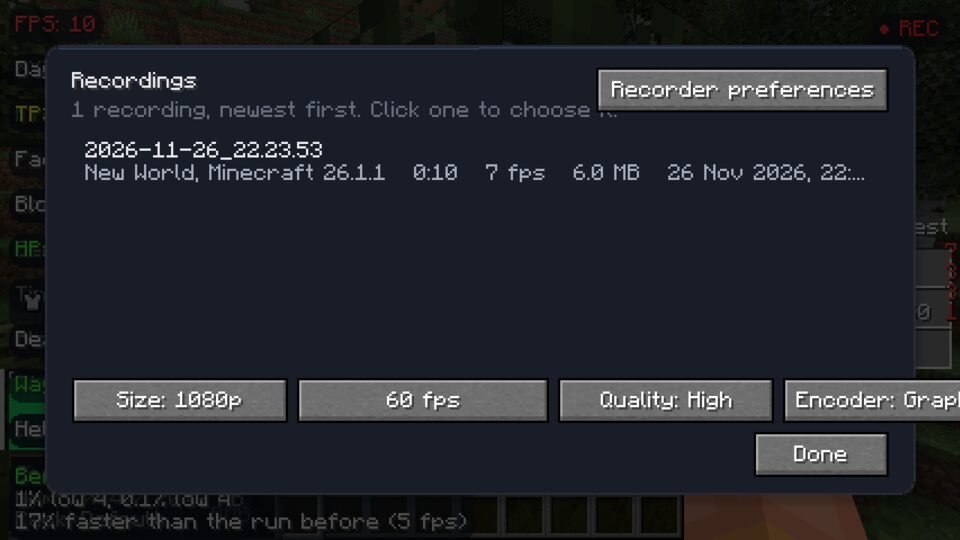 FPS: 10
REC
Recordings
Recorder preferences
1 recording, newest first. Click one to choose it.
2026-11-26_22.23.53
New World, Minecraft 26.1.1 0:10 7 fps 6.0 MB 26 Nov 2026, 22:...
Size: 1080p
60 fps
Quality: High
Encoder: Grap
Done
1% low 4, 0.1% low 4
17% faster than the run before (5 fps)